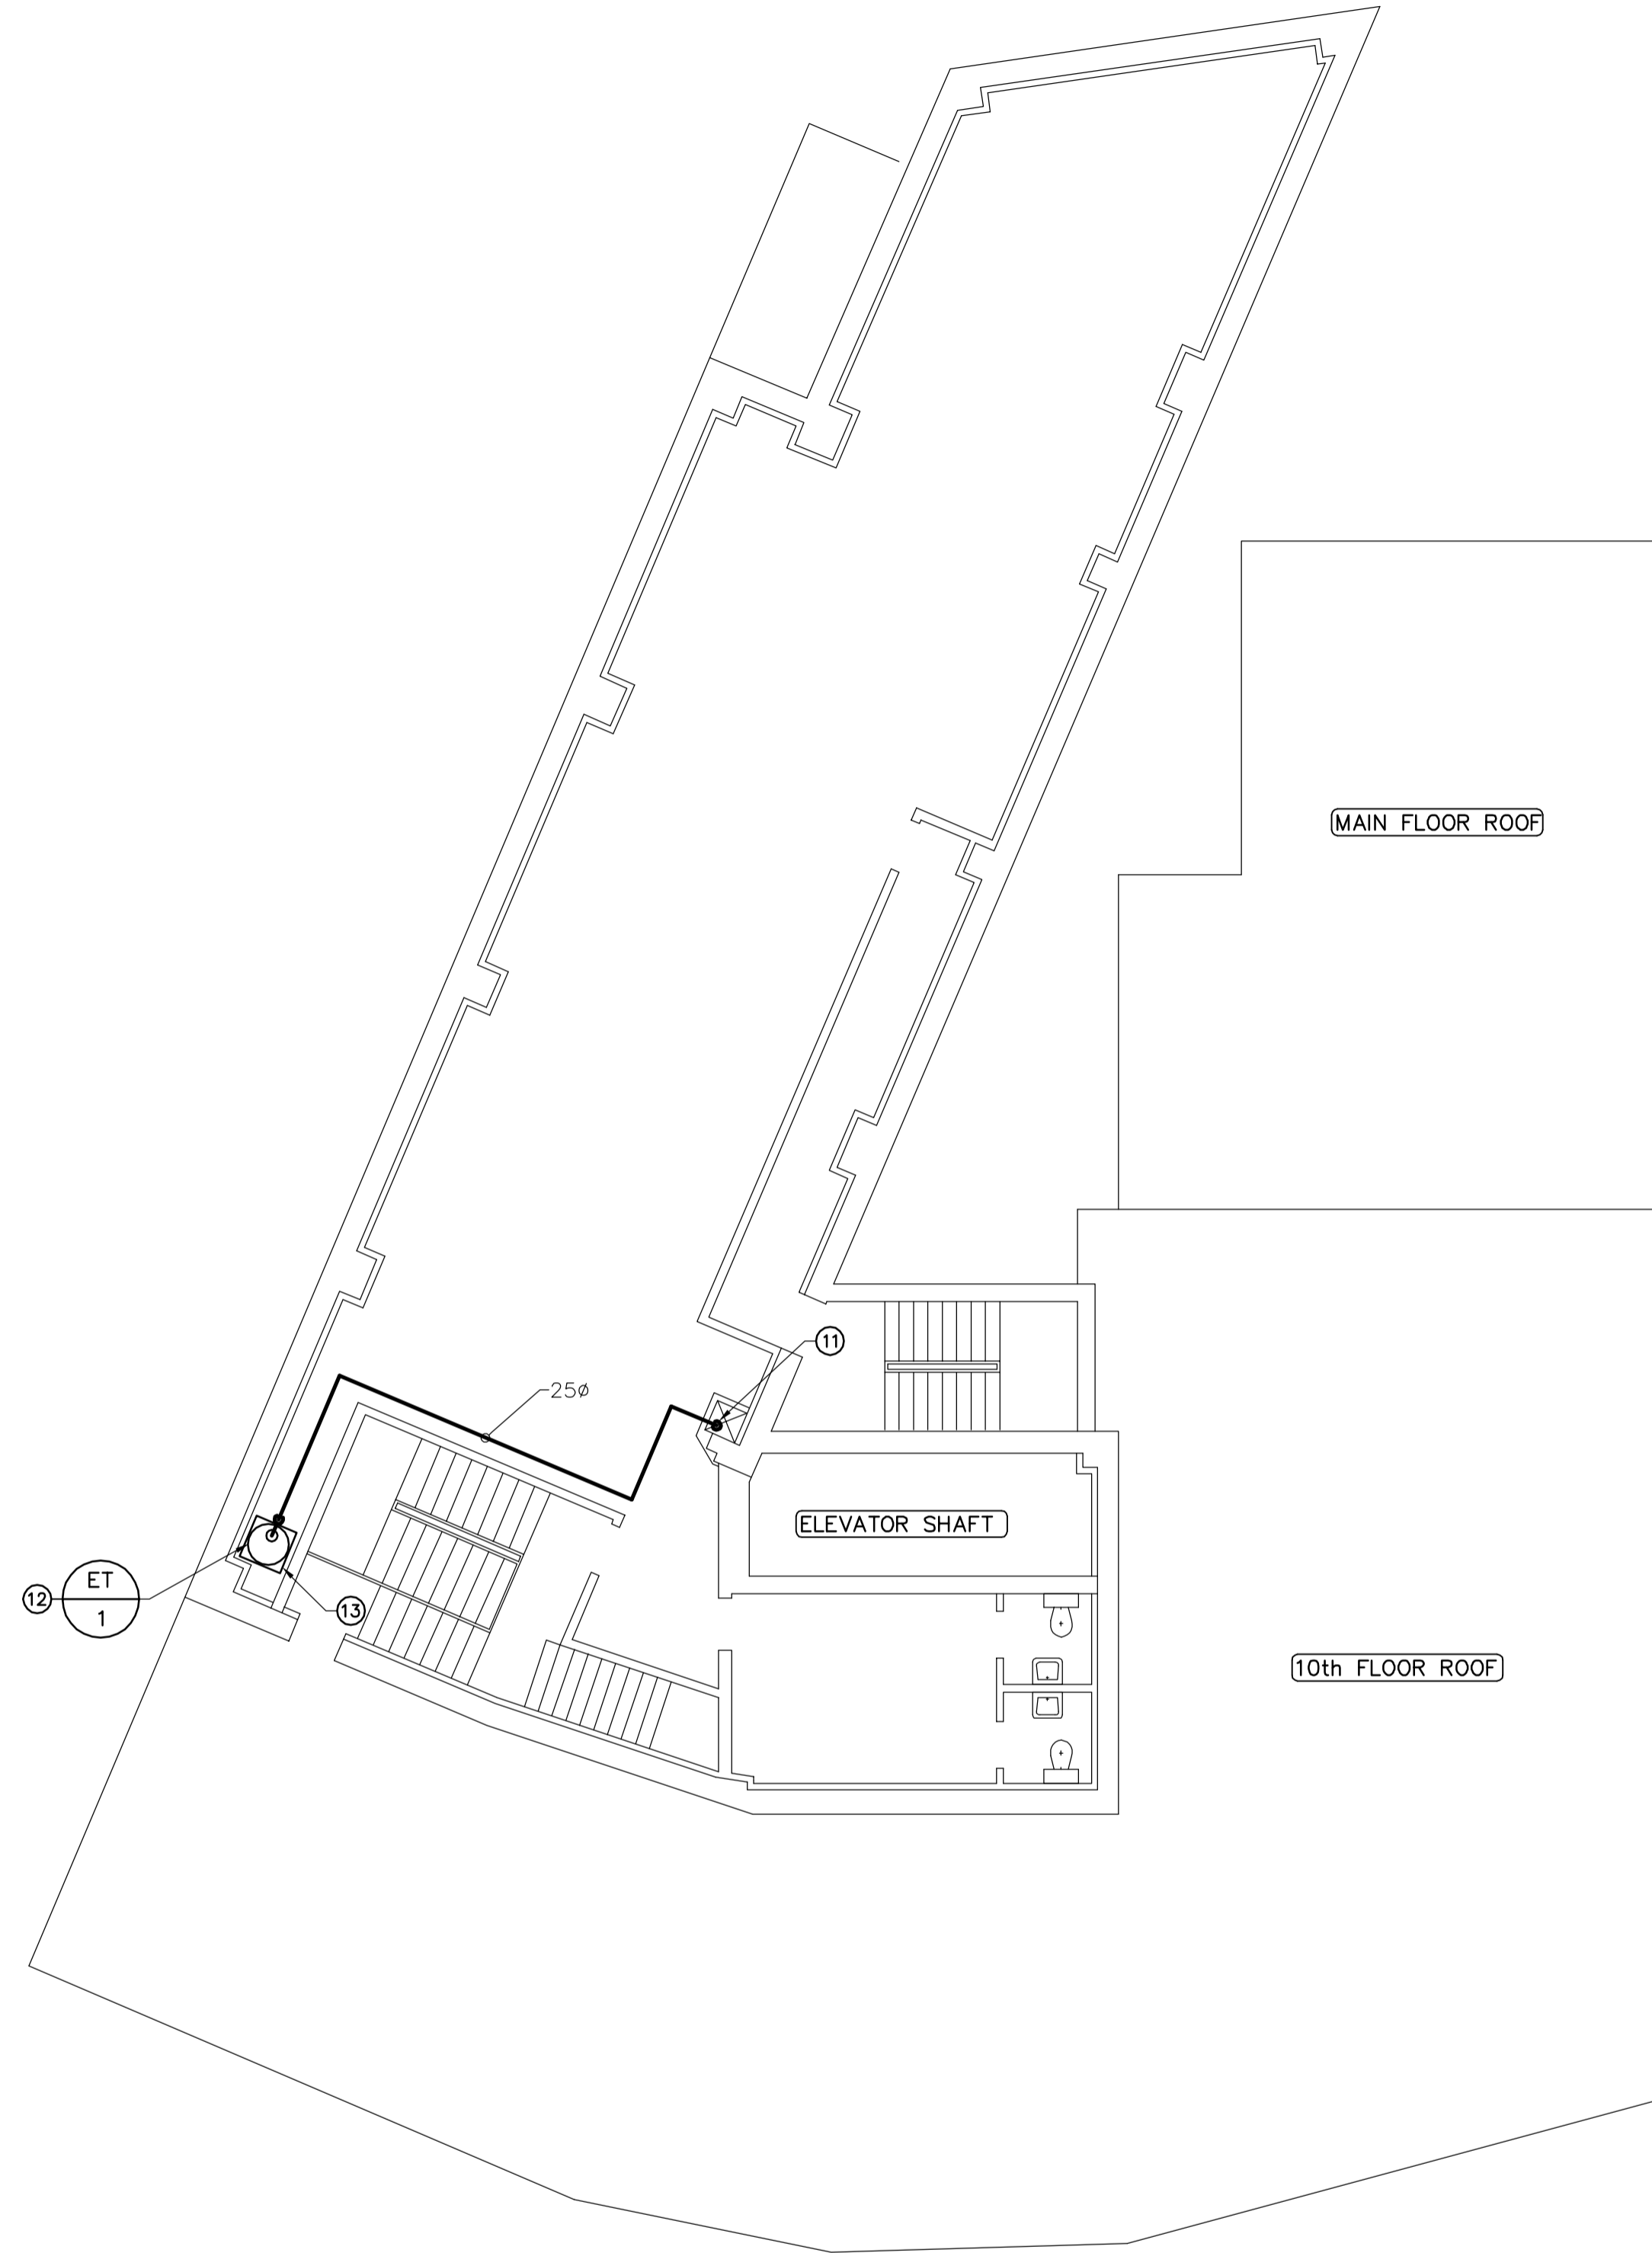 MAIN FLOOR ROOF
11
25ø
ELEVATOR SHAFT
ET
12
1
13
10th FLOOR ROOF